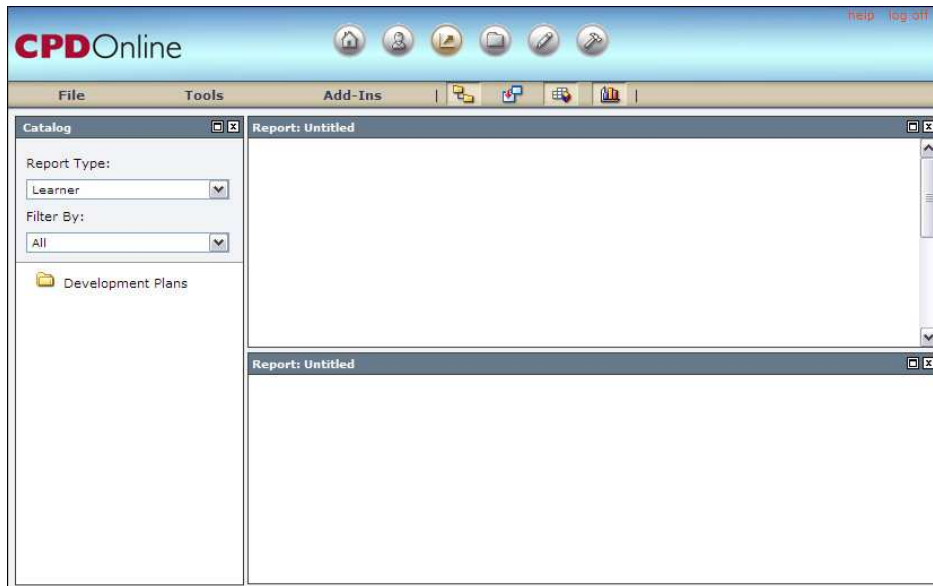 help log off
CPDOnline
File Tools Add-Ins
Catalog
Report Type:
Learner
Filter By:
All
Development Plans
Report: Untitled
Report: Untitled